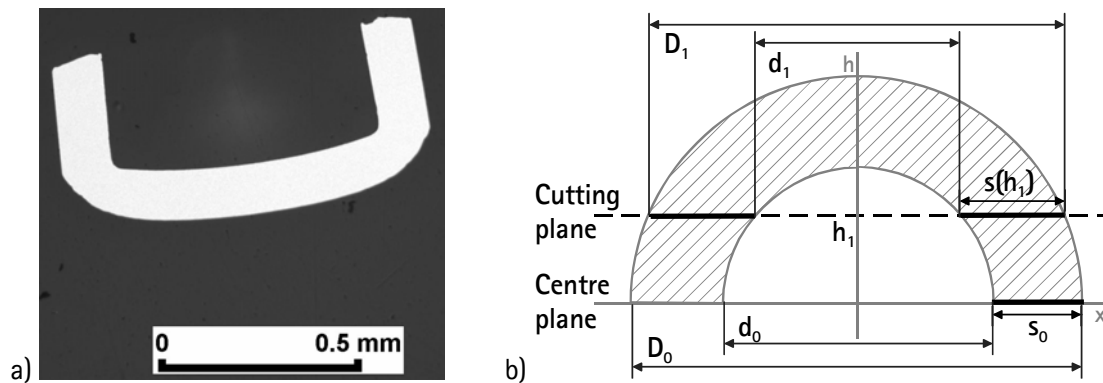 a)
0 0.5 mm
b)
D₁
d₁
h
s(h₁)
Cutting
plane
h₁
Centre
plane
x
s₀
d₀
D₀